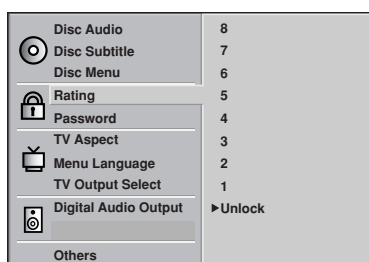 Disc Audio
Disc Subtitle
Disc Menu
Rating
Password
TV Aspect
Menu Language
TV Output Select
Digital Audio Output
Others
8
7
6
5
4
3
2
1
►Unlock